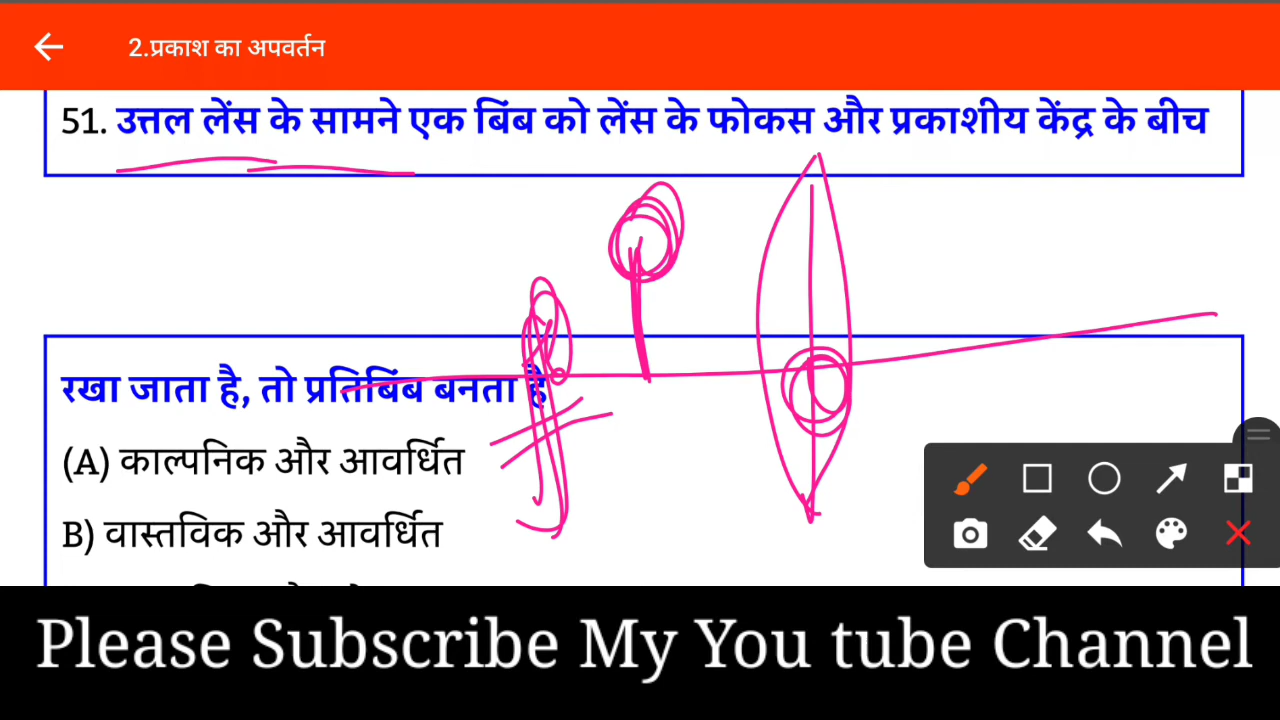 2.प्रकाश का अपवर्तन
51. उत्तल लेंस के सामने एक बिंब को लेंस के फोकस और प्रकाशीय केंद्र के बीच
रखा जाता है, तो प्रतिबिंब बनता है
(A) काल्पनिक और आवर्धित
B) वास्तविक और आवर्धित
Please Subscribe My You tube Channel